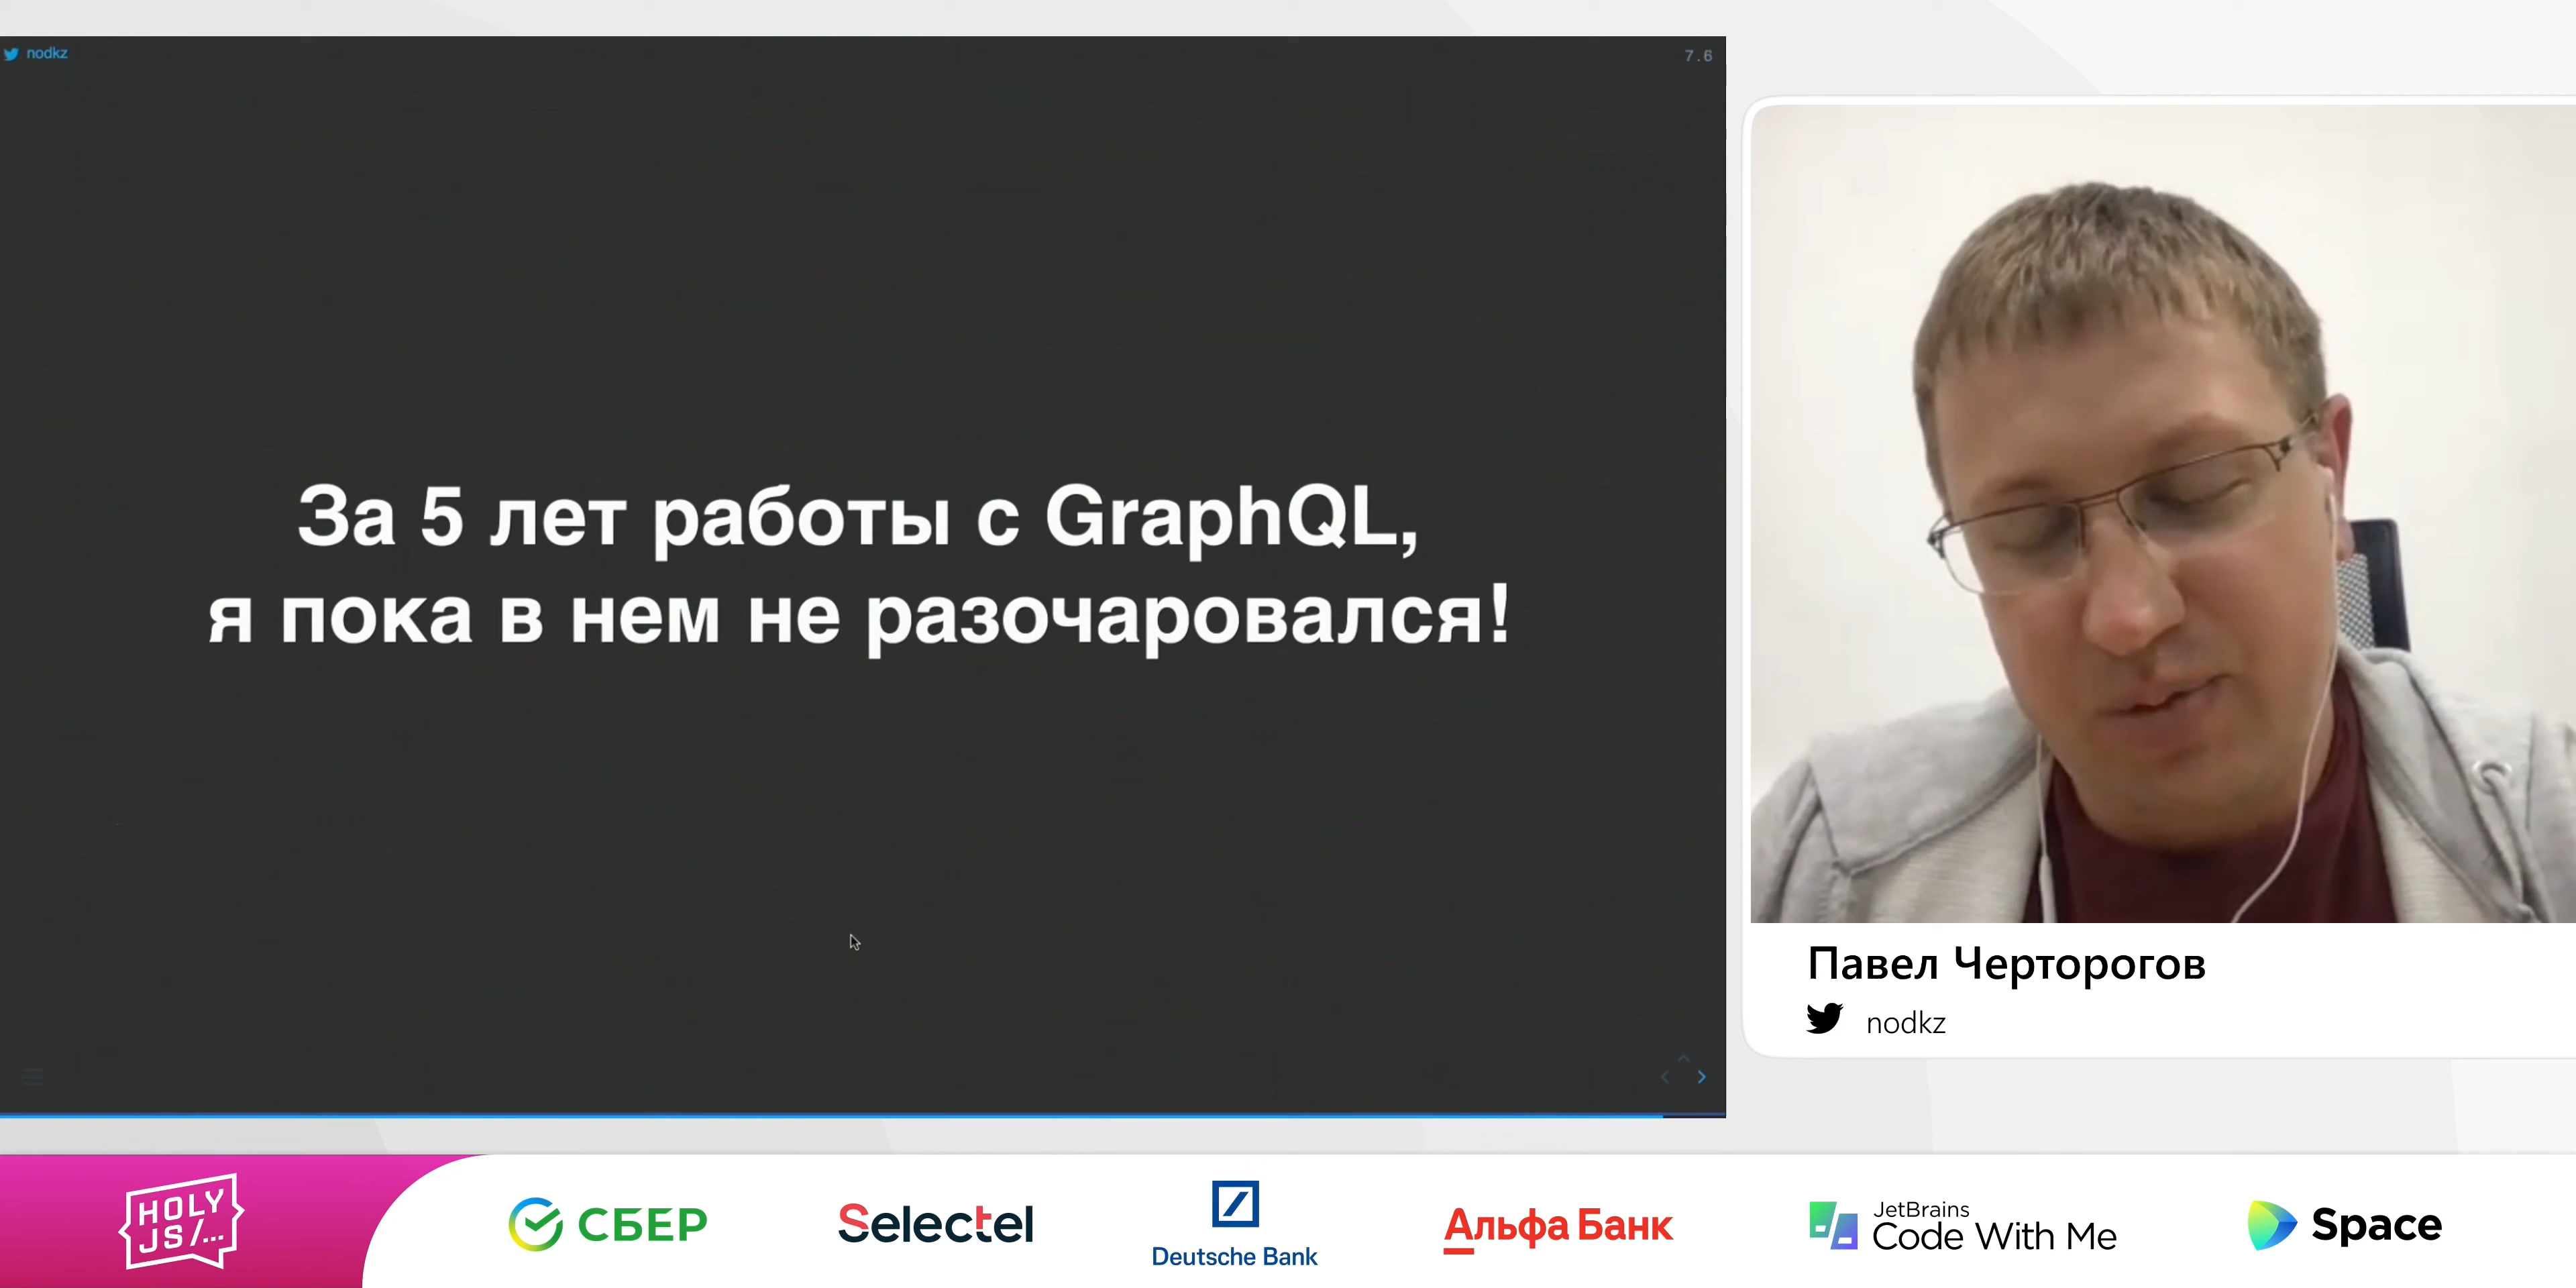 nodkz
7.6
За 5 лет работы с GraphQL,
я пока в нем не разочаровался!
Павел Черторогов
nodkz
HOLY
JS/...
СБЕР
Selectel
Deutsche Bank
Альфа Банк
JetBrains
Code With Me
Space